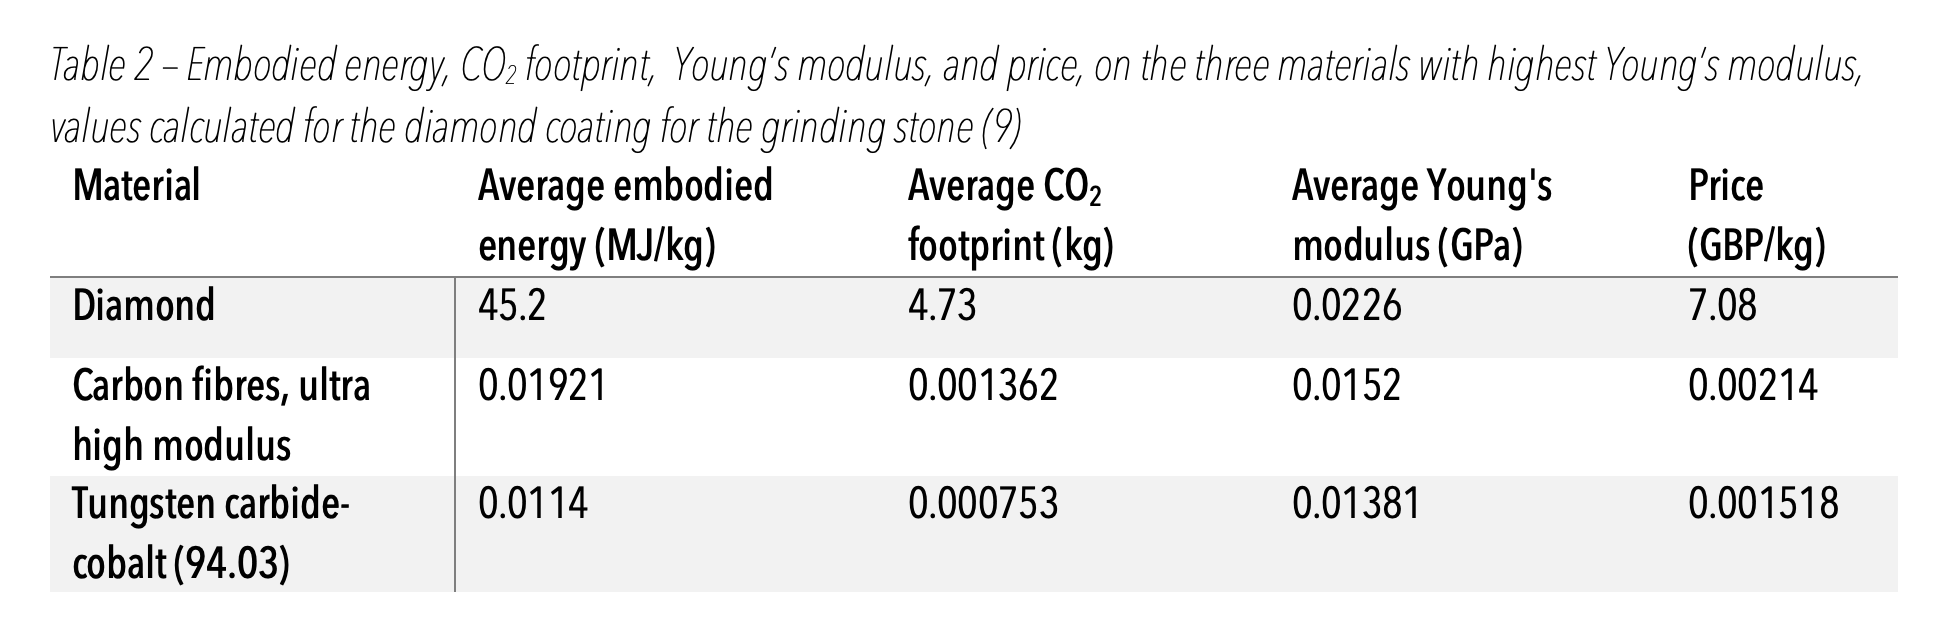 Table 2 – Embodied energy, CO₂ footprint,  Young's modulus, and price, on the three materials with highest Young's modulus,
values calculated for the diamond coating for the grinding stone (9)
Material Average embodied energy (MJ/kg) Average CO₂ footprint (kg) Average Young's modulus (GPa) Price (GBP/kg)
Diamond 45.2 4.73 0.0226 7.08
Carbon fibres, ultra high modulus 0.01921 0.001362 0.0152 0.00214
Tungsten carbide-cobalt (94.03) 0.0114 0.000753 0.01381 0.001518